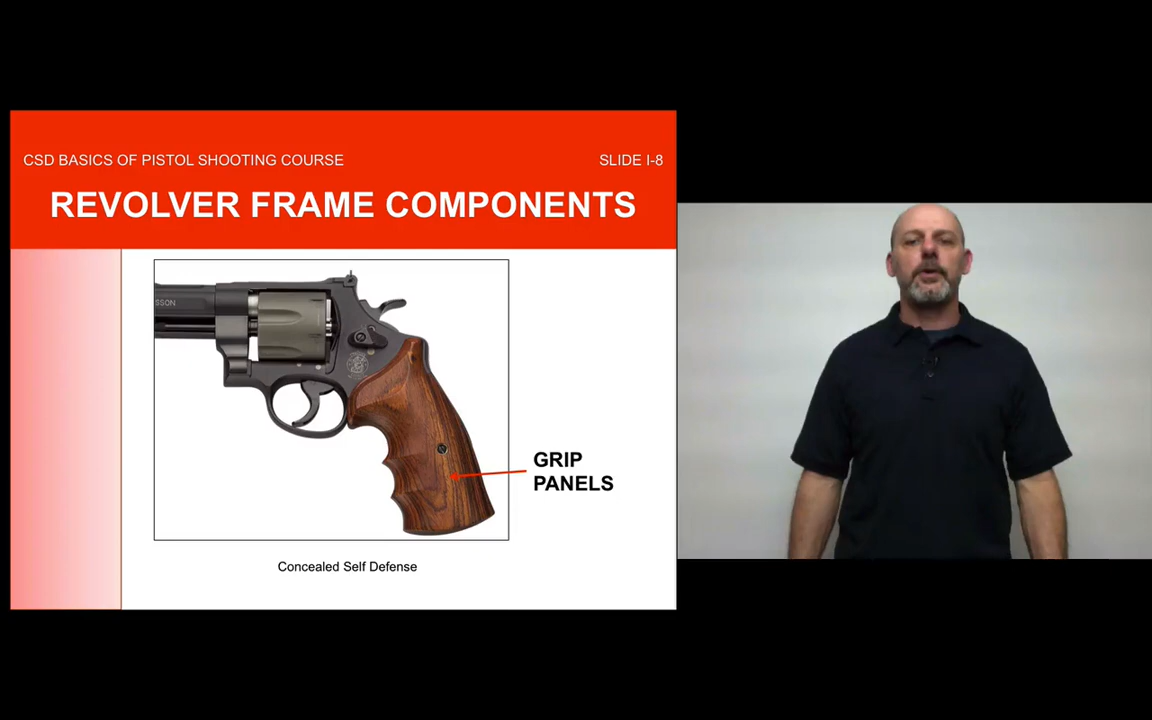 CSD BASICS OF PISTOL SHOOTING COURSE
SLIDE I-8
REVOLVER FRAME COMPONENTS
SSON
GRIP
PANELS
Concealed Self Defense